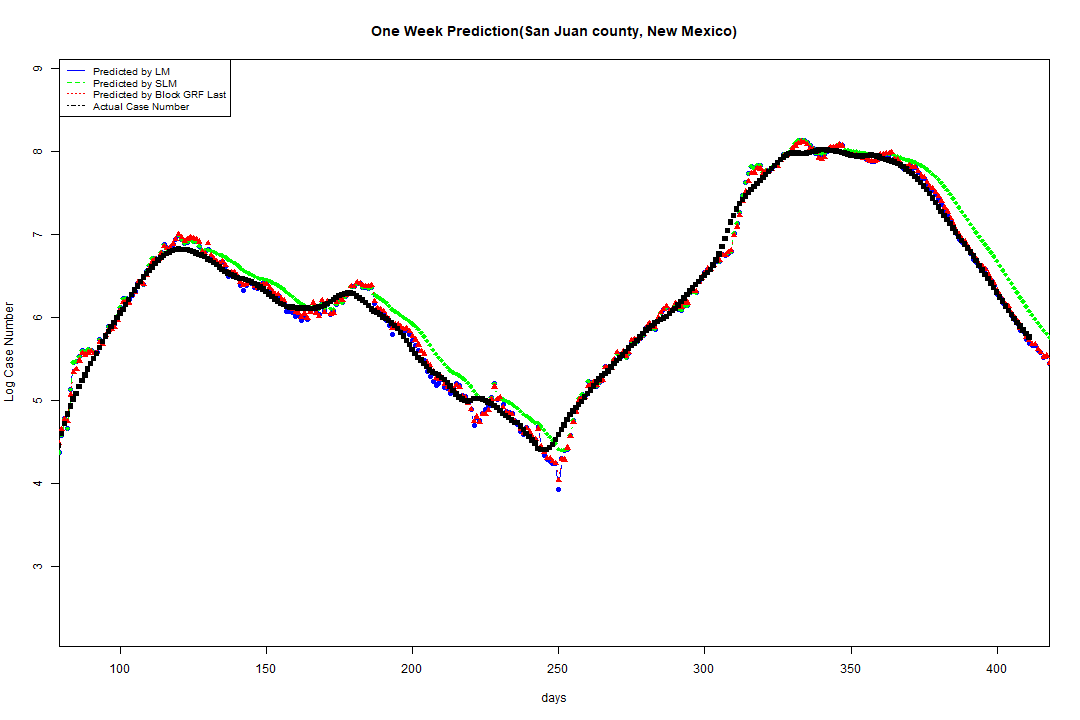 One Week Prediction(San Juan county, New Mexico)
Predicted by LM
Predicted by SLM
Predicted by Block GRF Last
Actual Case Number
Log Case Number
9
8
7
6
5
4
3
100 150 200 250 300 350 400
days